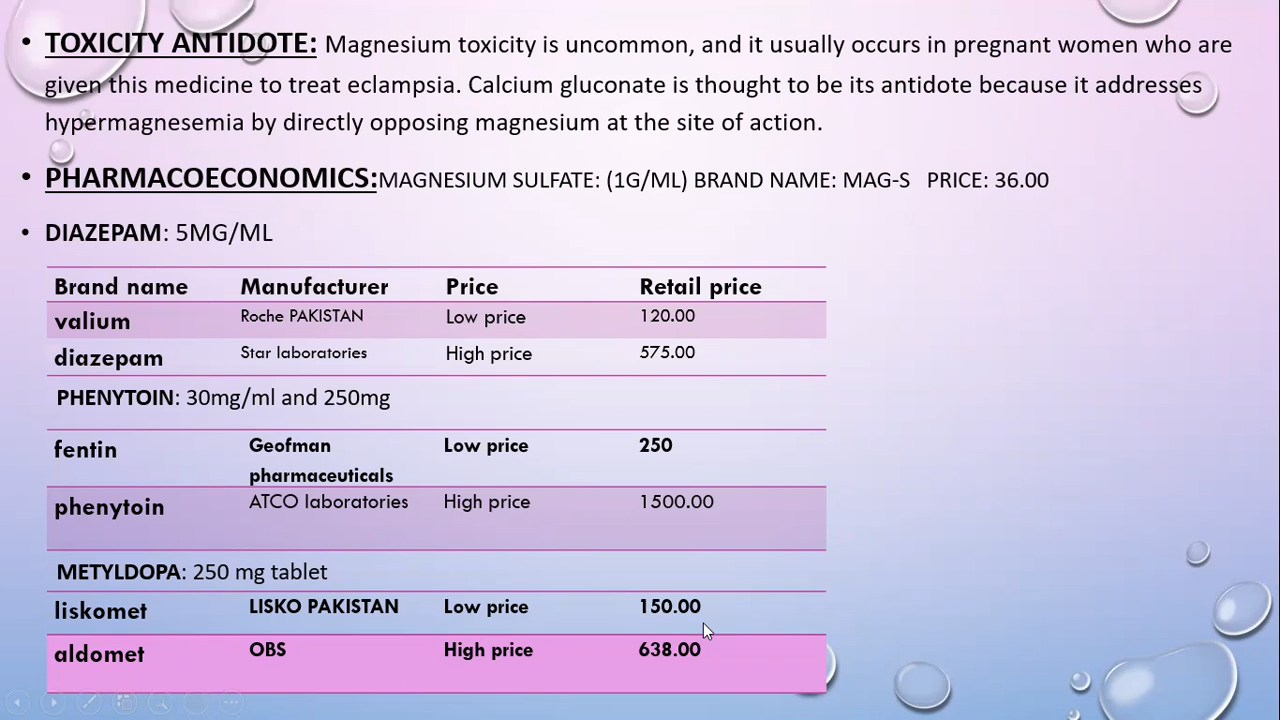 • TOXICITY ANTIDOTE: Magnesium toxicity is uncommon, and it usually occurs in pregnant women who are
given this medicine to treat eclampsia. Calcium gluconate is thought to be its antidote because it addresses
hypermagnesemia by directly opposing magnesium at the site of action.
• PHARMACOECONOMICS:MAGNESIUM SULFATE: (1G/ML) BRAND NAME: MAG-S PRICE: 36.00
• DIAZEPAM: 5MG/ML
Brand name Manufacturer Price Retail price
valium Roche PAKISTAN Low price 120.00
diazepam Star laboratories High price 575.00
PHENYTOIN: 30mg/ml and 250mg
fentin Geofman Low price 250
pharmaceuticals
phenytoin ATCO laboratories High price 1500.00
METYLDOPA: 250 mg tablet
liskomet LISKO PAKISTAN Low price 150.00
aldomet OBS High price 638.00